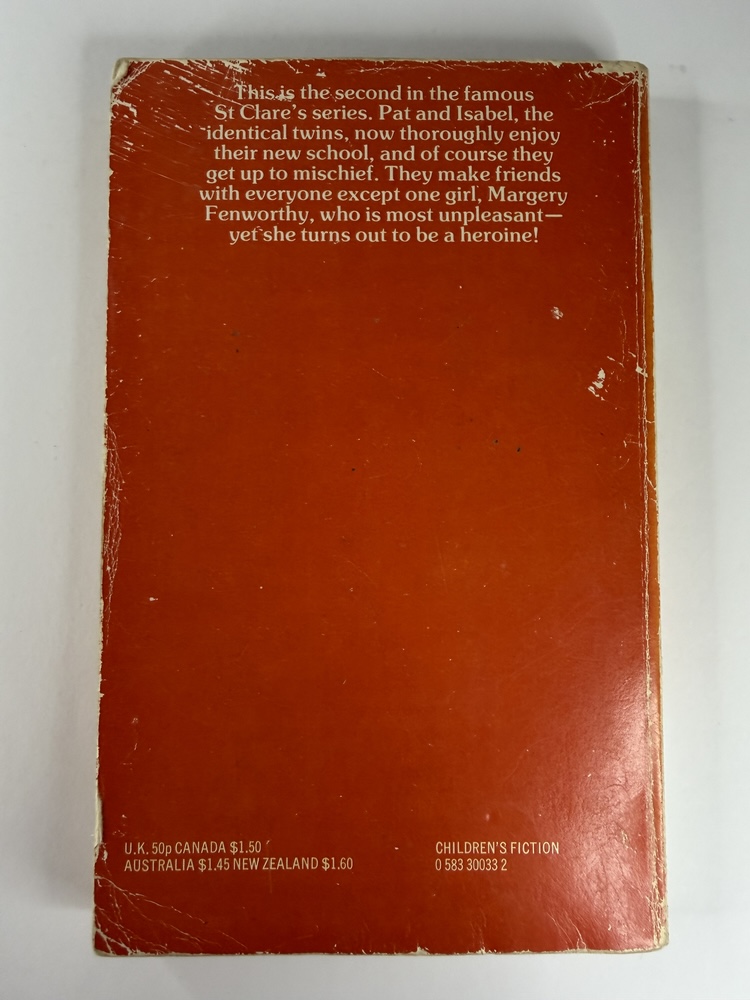 This is the second in the famous
St Clare's series. Pat and Isabel, the
identical twins, now thoroughly enjoy
their new school, and of course they
get up to mischief. They make friends
with everyone except one girl, Margery
Fenworthy, who is most unpleasant—
yet she turns out to be a heroine!
U.K. 50p CANADA $1.50
AUSTRALIA $1.45 NEW ZEALAND $1.60
CHILDREN'S FICTION
0 583 30033 2